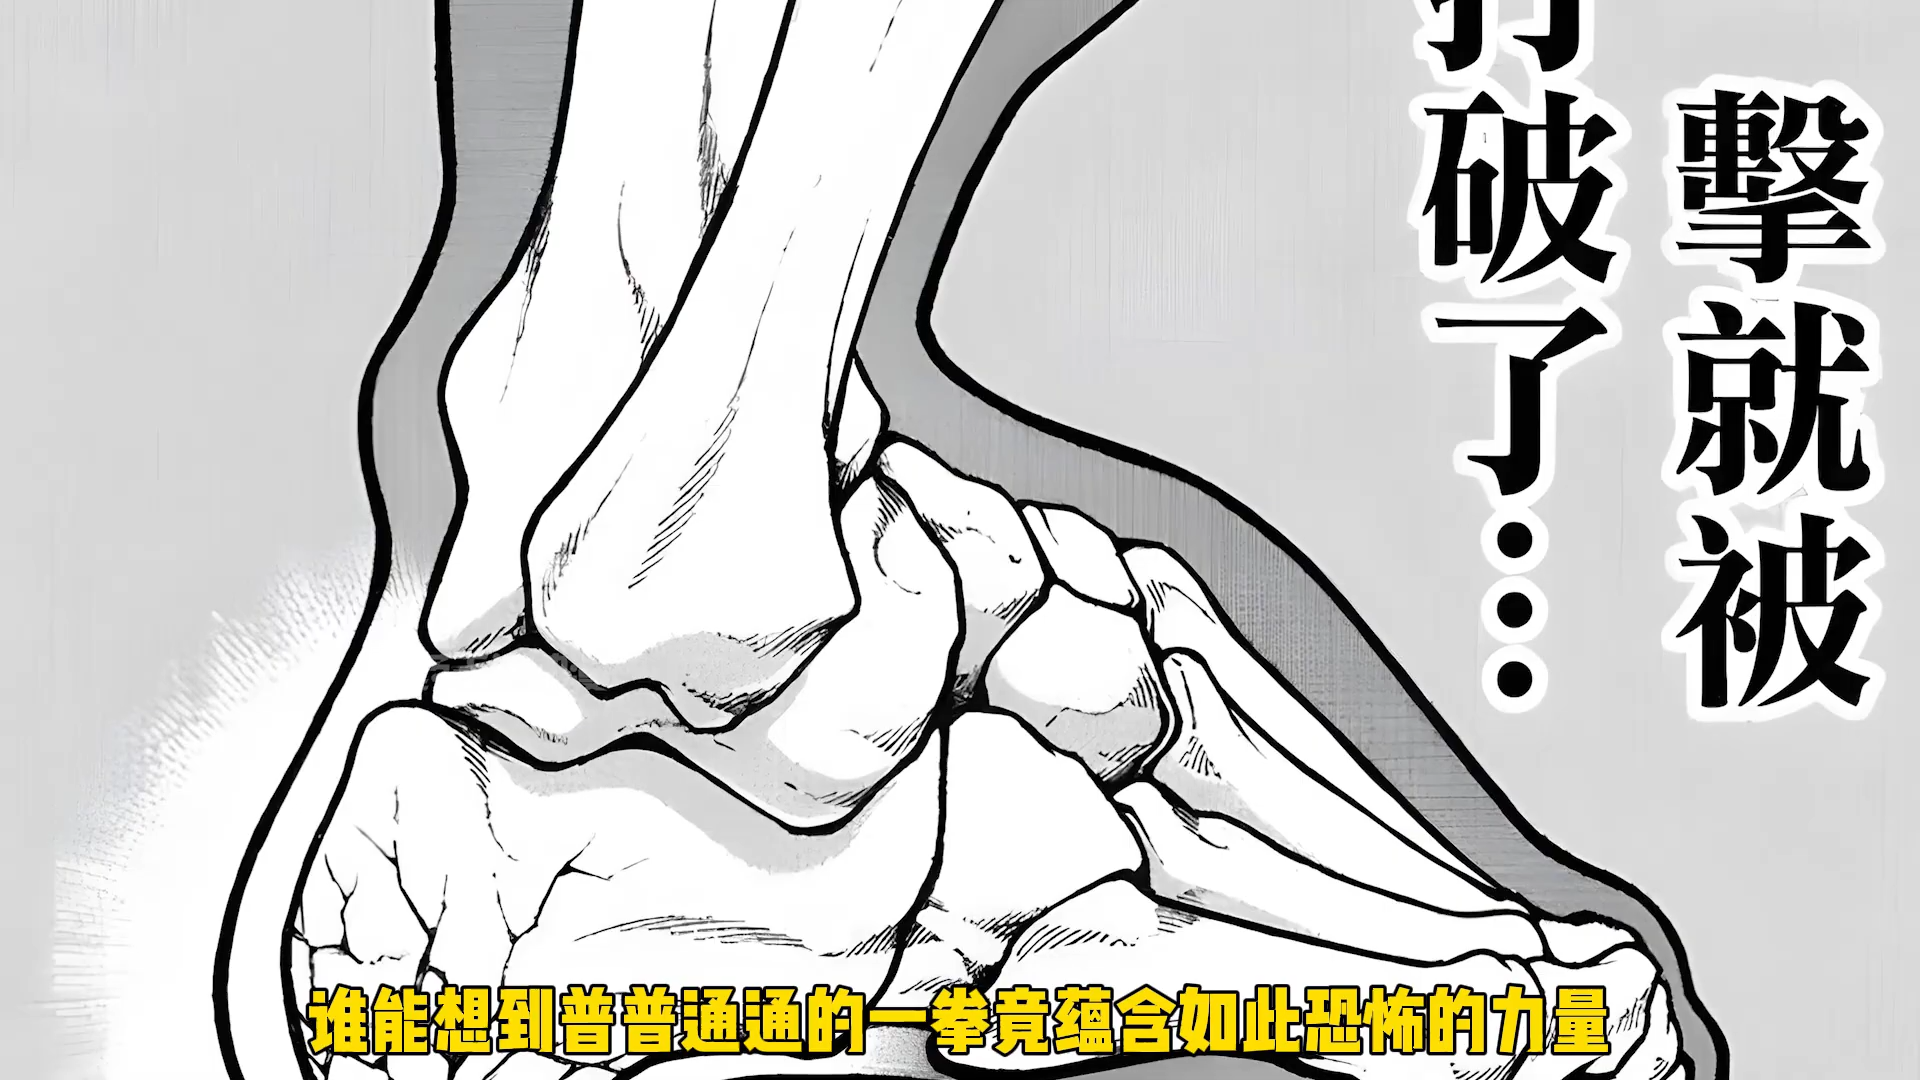 擊就被
打破了……
谁能想到普普通通的一拳竟蕴含如此恐怖的力量